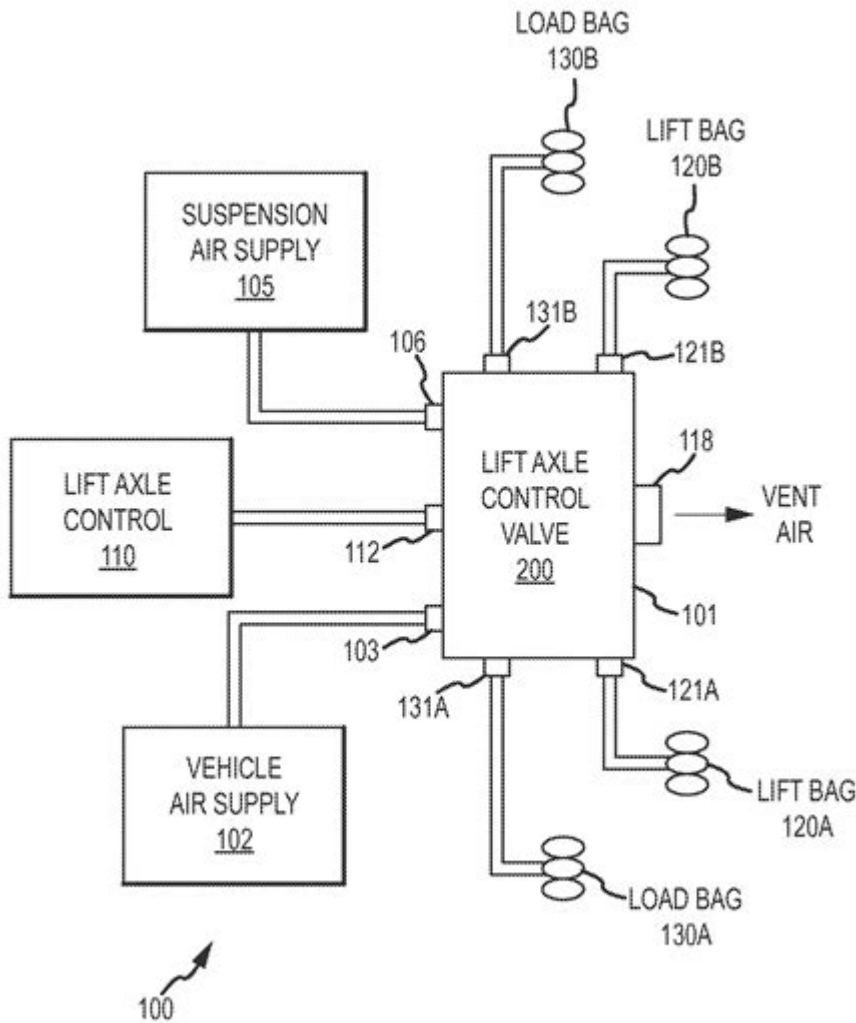 LOAD BAG
130B
LIFT BAG
120B
SUSPENSION
AIR SUPPLY
105
106
131B
121B
118
LIFT AXLE
CONTROL
110
112
LIFT AXLE
CONTROL
VALVE
200
VENT
AIR
103
101
131A
121A
VEHICLE
AIR SUPPLY
102
LIFT BAG
120A
LOAD BAG
130A
100